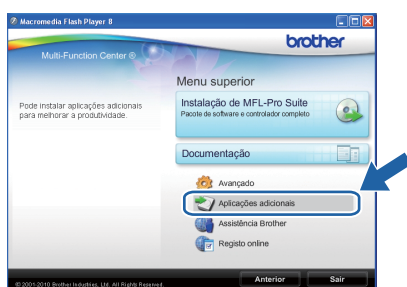 Macromedia Flash Player 8
brother
Multi-Function Center ®
Menu superior
Pode instalar aplicações adicionais
para melhorar a produtividade.
Instalação de MFL-Pro Suite
Pacote de software e controlador completo
Documentação
Avançado
Aplicações adicionais
Assistência Brother
Registo online
© 2001-2010 Brother Industries, Ltd. All Rights Reserved.
Anterior
Sair